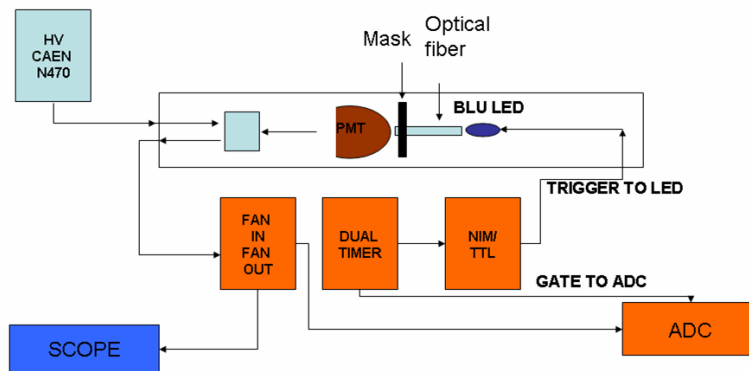 HV
CAEN
N470
Mask
Optical
fiber
BLU LED
PMT
TRIGGER TO LED
FAN
IN
FAN
OUT
DUAL
TIMER
NIM/
TTL
GATE TO ADC
ADC
SCOPE